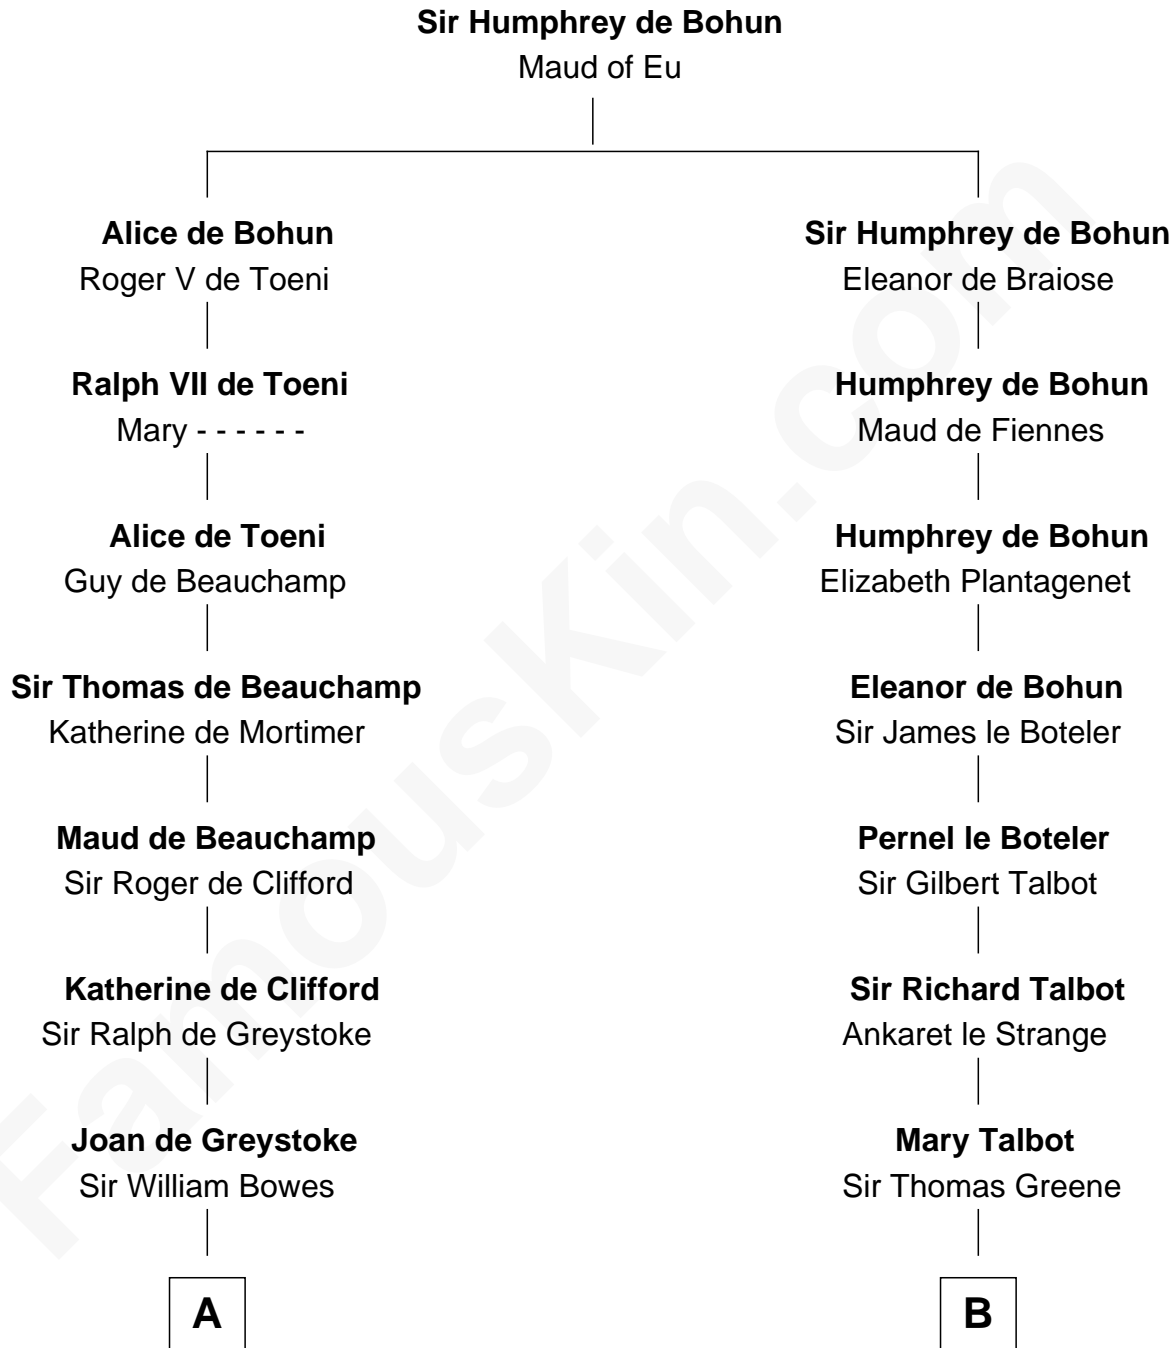 Sir Humphrey de Bohun
Maud of Eu
Alice de Bohun
Roger V de Toeni
Sir Humphrey de Bohun
Eleanor de Braiose
Ralph VII de Toeni
Mary - - - - - -
Humphrey de Bohun
Maud de Fiennes
Alice de Toeni
Guy de Beauchamp
Humphrey de Bohun
Elizabeth Plantagenet
Sir Thomas de Beauchamp
Katherine de Mortimer
Eleanor de Bohun
Sir James le Boteler
Maud de Beauchamp
Sir Roger de Clifford
Pernel le Boteler
Sir Gilbert Talbot
Katherine de Clifford
Sir Ralph de Greystoke
Sir Richard Talbot
Ankaret le Strange
Joan de Greystoke
Sir William Bowes
Mary Talbot
Sir Thomas Greene
A
B
FamousKin.com